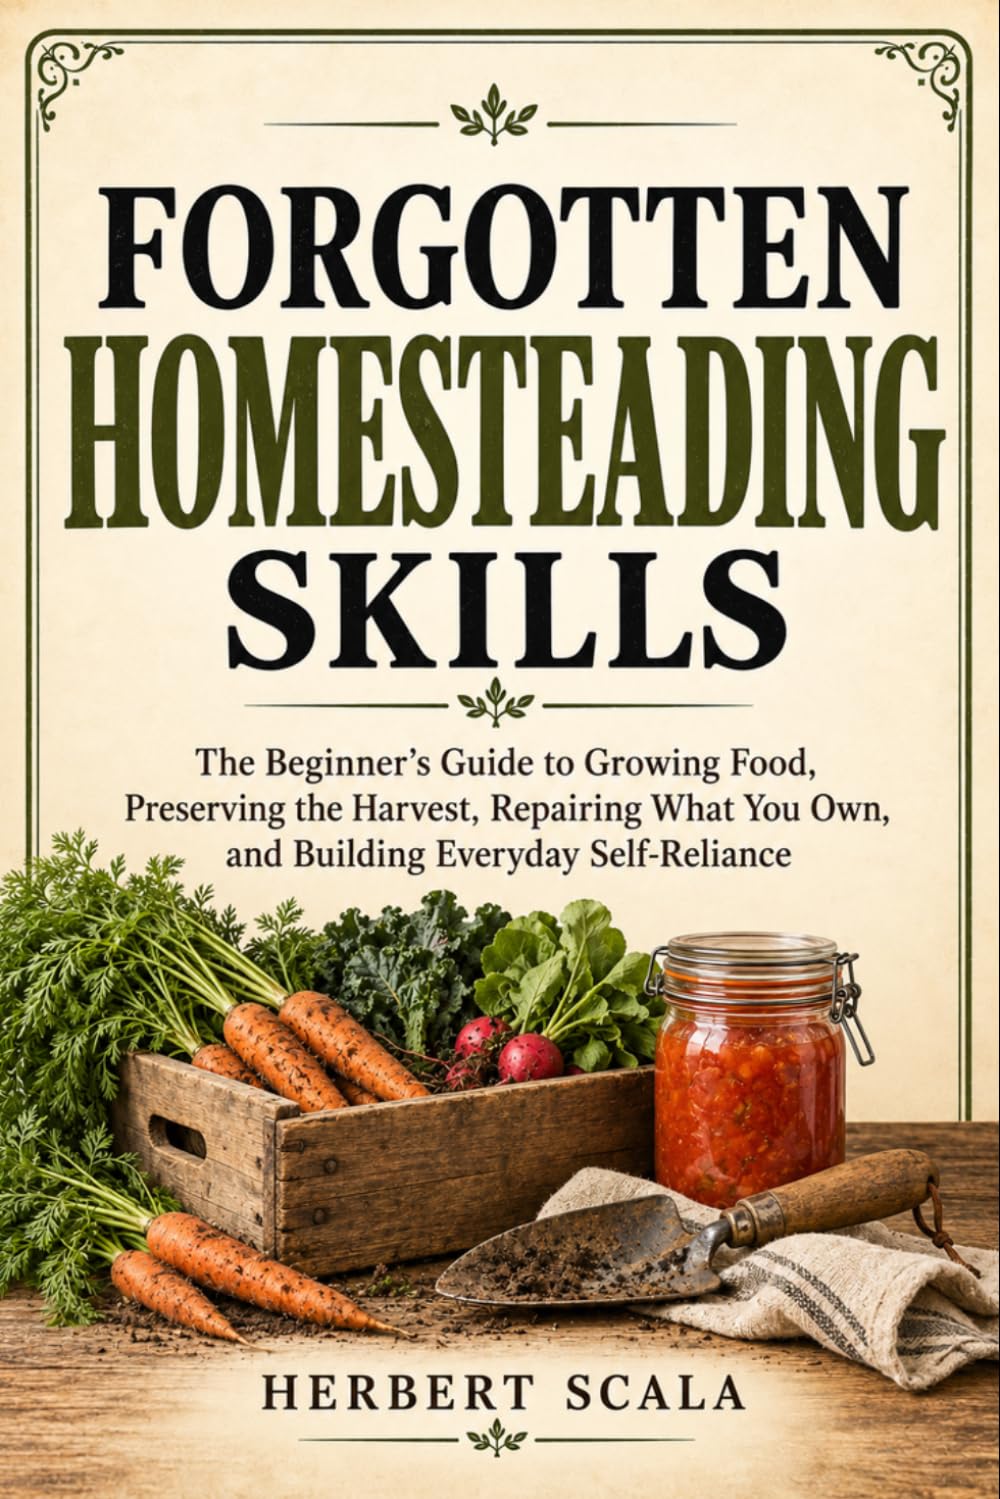 FORGOTTEN
HOMESTEADING
SKILLS
The Beginner's Guide to Growing Food,
Preserving the Harvest, Repairing What You Own,
and Building Everyday Self-Reliance
HERBERT SCALA